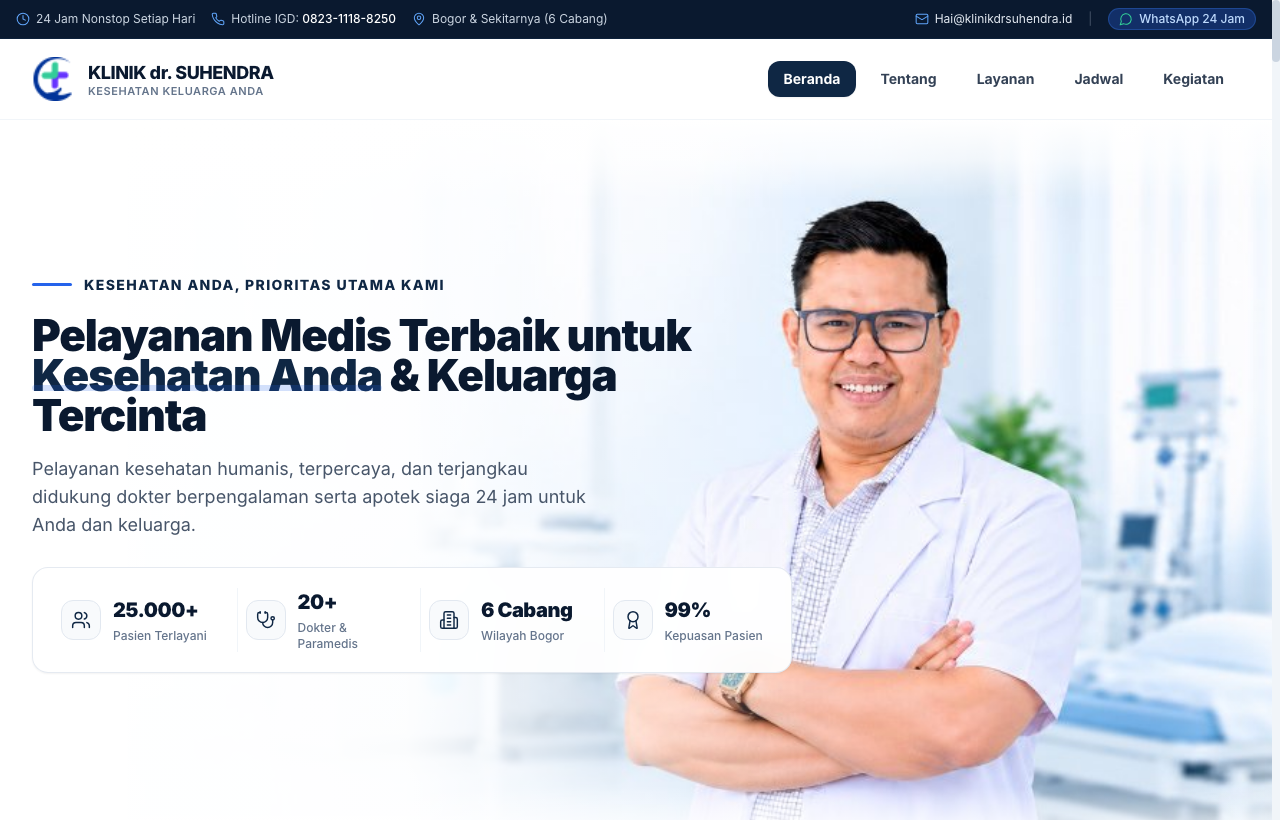 24 Jam Nonstop Setiap Hari
Hotline IGD: 0823-1118-8250
Bogor & Sekitarnya (6 Cabang)
Hai@klinikdrsuhendra.id
WhatsApp 24 Jam
KLINIK dr. SUHENDRA
KESEHATAN KELUARGA ANDA
Beranda
Tentang
Layanan
Jadwal
Kegiatan
KESEHATAN ANDA, PRIORITAS UTAMA KAMI
Pelayanan Medis Terbaik untuk
Kesehatan Anda & Keluarga
Tercinta
Pelayanan kesehatan humanis, terpercaya, dan terjangkau
didukung dokter berpengalaman serta apotek siaga 24 jam untuk
Anda dan keluarga.
25.000+
Pasien Terlayani
20+
Dokter &
Paramedis
6 Cabang
Wilayah Bogor
99%
Kepuasan Pasien